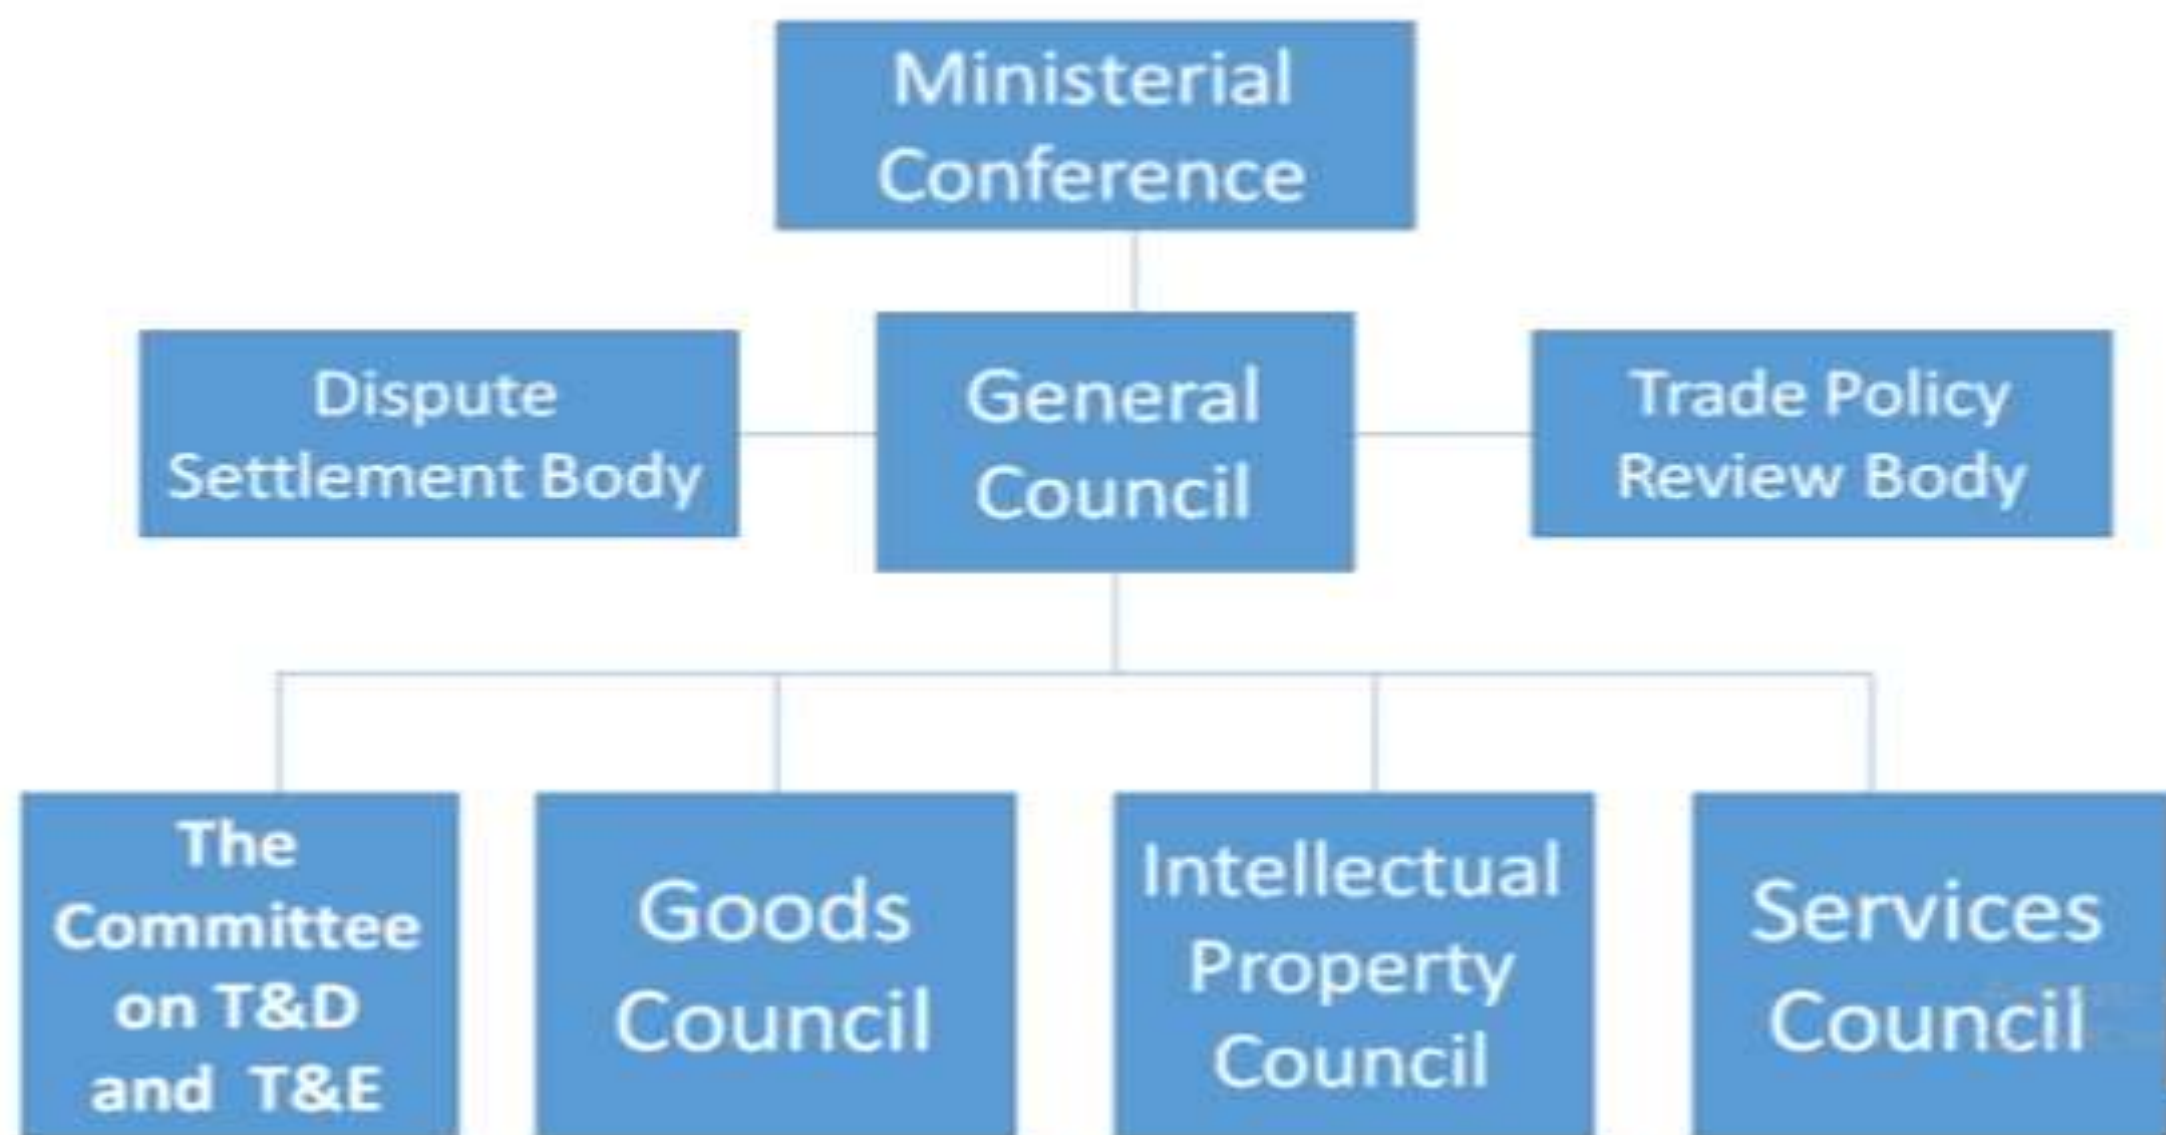 Ministerial
Conference
Dispute
Settlement Body
General
Council
Trade Policy
Review Body
The
Committee
on T&D
and T&E
Goods
Council
Intellectual
Property
Council
Services
Council